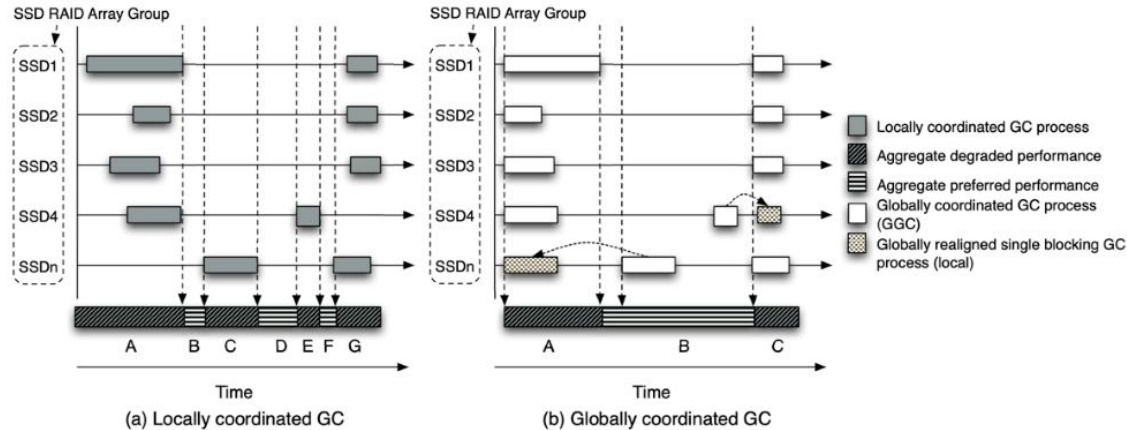 SSD RAID Array Group
SSD1
SSD2
SSD3
SSD4
SSDn
A B C D E F G
Time
(a) Locally coordinated GC
SSD RAID Array Group
SSD1
SSD2
SSD3
SSD4
SSDn
A B C
Time
(b) Globally coordinated GC
Locally coordinated GC process
Aggregate degraded performance
Aggregate preferred performance
Globally coordinated GC process
(GGC)
Globally realigned single blocking GC
process (local)